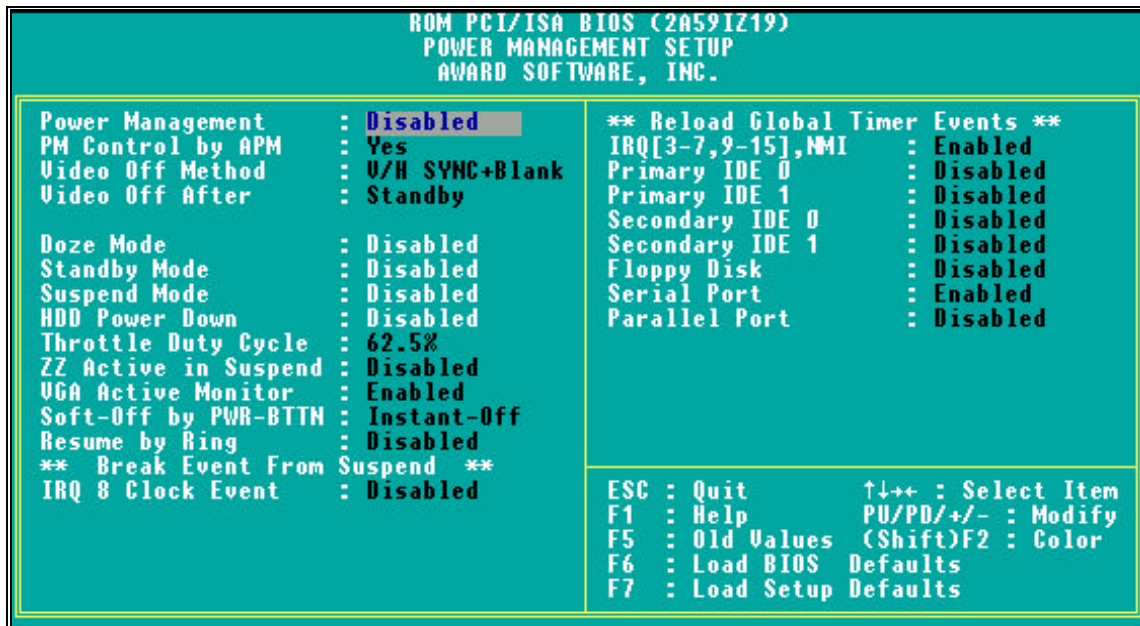 ROM PCI/ISA BIOS (2A59IZ19)
POWER MANAGEMENT SETUP
AWARD SOFTWARE, INC.
Power Management : Disabled
PM Control by APM : Yes
Video Off Method : V/H SYNC+Blank
Video Off After : Standby
Doze Mode : Disabled
Standby Mode : Disabled
Suspend Mode : Disabled
HDD Power Down : Disabled
Throttle Duty Cycle : 62.5%
ZZ Active in Suspend : Disabled
VGA Active Monitor : Enabled
Soft-Off by PWR-BTTN : Instant-Off
Resume by Ring : Disabled
** Break Event From Suspend **
IRQ 8 Clock Event : Disabled
** Reload Global Timer Events **
IRQ[3-7,9-15],NMI : Enabled
Primary IDE 0 : Disabled
Primary IDE 1 : Disabled
Secondary IDE 0 : Disabled
Secondary IDE 1 : Disabled
Floppy Disk : Disabled
Serial Port : Enabled
Parallel Port : Disabled
ESC : Quit ↑↓→← : Select Item
F1 : Help PU/PD/+/- : Modify
F5 : Old Values (Shift)F2 : Color
F6 : Load BIOS Defaults
F7 : Load Setup Defaults